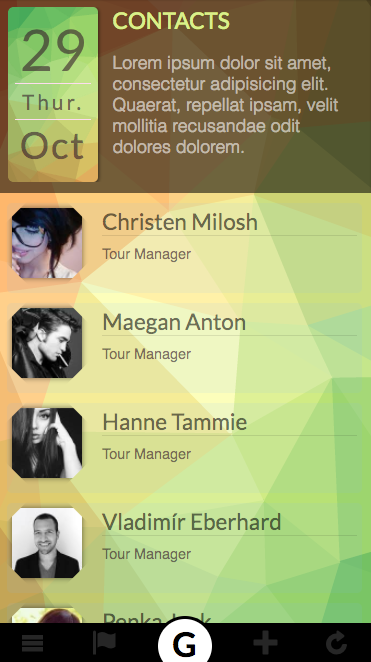 29
Thur.
Oct
CONTACTS
Lorem ipsum dolor sit amet,
consectetur adipisicing elit.
Quaerat, repellat ipsam, velit
mollitia recusandae odit
dolores dolorem.
Christen Milosh
Tour Manager
Maegan Anton
Tour Manager
Hanne Tammie
Tour Manager
Vladimír Eberhard
Tour Manager
G